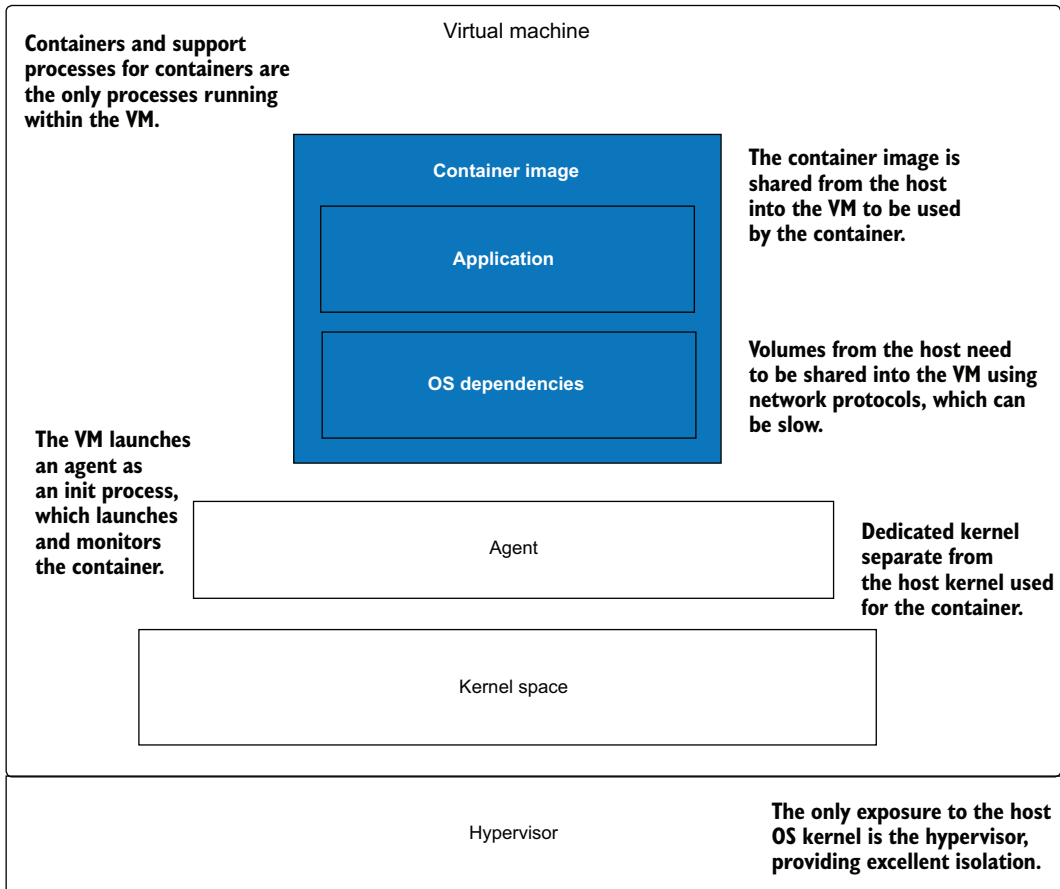 Virtual machine
Containers and support
processes for containers are
the only processes running
within the VM.
Container image
The container image is
shared from the host
into the VM to be used
by the container.
Application
Volumes from the host need
to be shared into the VM using
network protocols, which can
be slow.
OS dependencies
The VM launches
an agent as
an init process,
which launches
and monitors
the container.
Agent
Dedicated kernel
separate from
the host kernel used
for the container.
Kernel space
Hypervisor
The only exposure to the host
OS kernel is the hypervisor,
providing excellent isolation.